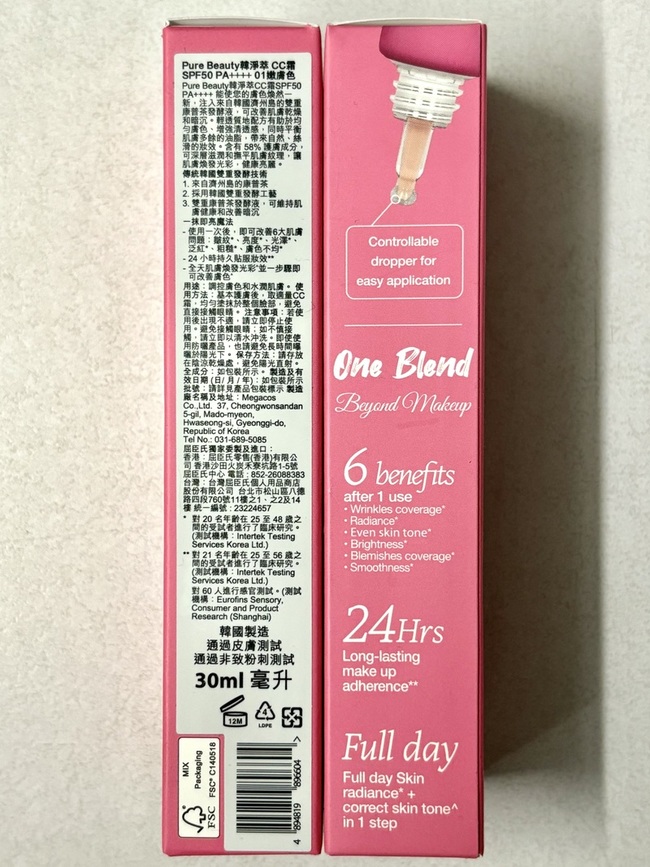 Pure Beauty韓淨萃 CC霜
SPF50 PA++++ 01嫩膚色
Pure Beauty韓淨萃CC霜SPF50
PA++++ 能使您的膚色煥然一
新，注入來自韓國濟州島的雙重
康普茶發酵液，可改善肌膚乾燥
和暗沉。輕透質地配方有助於均
勻膚色、增強清透感，同時平衡
肌膚多餘的油脂，帶來自然、絲
滑的妝效。含有 58% 護膚成分，
可深層滋潤和撫平肌膚紋理，讓
肌膚煥發光彩，健康亮麗。
傳統韓國雙重發酵技術
1. 來自濟州島的康普茶
2. 採用韓國雙重發酵工藝
3. 雙重康普茶發酵液，可維持肌
膚健康和改善暗沉
一抹即亮魔法
- 使用一次後，即可改善6大肌膚
問題：皺紋*、亮度*、光澤*、
泛紅*、粗糙*、膚色不均*
- 24 小時持久貼服妝效**
- 全天肌膚煥發光彩*並一步驟即
可改善膚色^
用途：調控膚色和水潤肌膚。 使
用方法：基本護膚後，取適量CC
霜，均勻塗抹於整個臉部，避免
直接接觸眼睛。 注意事項：若使
用後出現不適，請立即停止使
用。避免接觸眼睛；如不慎接
觸，請立即以清水沖洗。即使使
用防曬產品，也請避免長時間曝
曬於陽光下。 保存方法：請存放
在陰涼乾燥處，避免陽光直射。
全成分：如包裝所示。 製造及有
效日期 (日/ 月/ 年)：如包裝所示
批號：請詳見產品包裝標示 製造
廠名稱及地址：Megacos
Co.,Ltd. 37, Cheongwonsandan
5-gil, Mado-myeon,
Hwaseong-si, Gyeonggi-do,
Republic of Korea
Tel No.: 031-689-5085
屈臣氏獨家委製及進口：
香港：屈臣氏零售(香港)有限公
司 香港沙田火炭禾寮坑路1-5號
屈臣氏中心 電話：852-26088383
台灣：台灣屈臣氏個人用品商店
股份有限公司 台北市松山區八德
路四段760號11樓之1、之2及14
樓 統一編號：23224657
* 對 20 名年齡在 25 至 48 歲之
間的受試者進行了臨床研究。
(測試機構：Intertek Testing
Services Korea Ltd.)
** 對 21 名年齡在 25 至 56 歲之
間的受試者進行了臨床研究。
(測試機構：Intertek Testing
Services Korea Ltd.)
對 60 人進行感官測試。(測試
機構：Eurofins Sensory,
Consumer and Product
Research (Shanghai)
韓國製造
通過皮膚測試
通過非致粉刺測試
30ml 毫升
12M
4
LDPE
MIX
Packaging
FSC® C140518
FSC
4 894819 896604 >
Controllable
dropper for
easy application
One Blend
Beyond Makeup
6 benefits
after 1 use
• Wrinkles coverage*
• Radiance*
• Even skin tone*
• Brightness*
• Blemishes coverage*
• Smoothness*
24Hrs
Long-lasting
make up
adherence**
Full day
Full day Skin
radiance* +
correct skin tone^
in 1 step